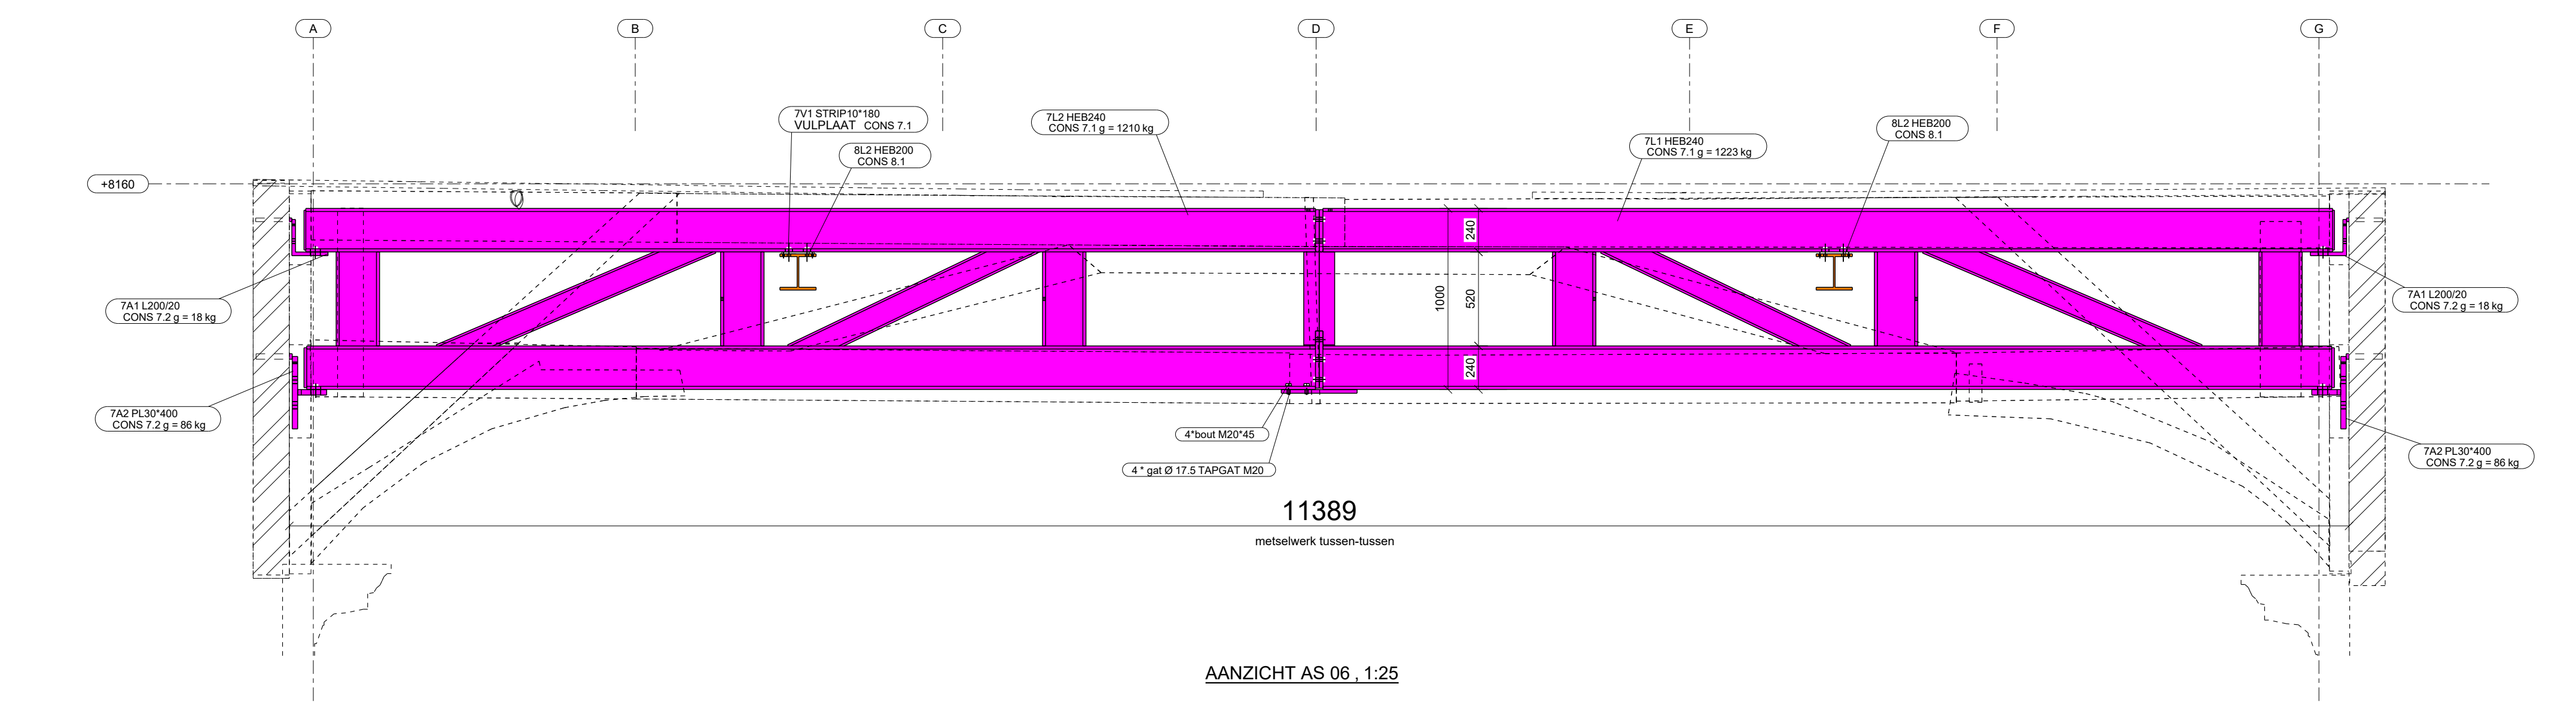 A
B
C
D
E
F
G
7V1 STRIP10*180
VULPLAAT CONS 7.1
7L2 HEB240
CONS 7.1 g = 1210 kg
8L2 HEB200
CONS 8.1
7L1 HEB240
CONS 7.1 g = 1223 kg
8L2 HEB200
CONS 8.1
+8160
240
7A1 L200/20
CONS 7.2 g = 18 kg
1000
520
7A1 L200/20
CONS 7.2 g = 18 kg
240
7A2 PL30*400
CONS 7.2 g = 86 kg
4*bout M20*45
4 * gat Ø 17.5 TAPGAT M20
7A2 PL30*400
CONS 7.2 g = 86 kg
11389
metselwerk tussen-tussen
AANZICHT AS 06 , 1:25